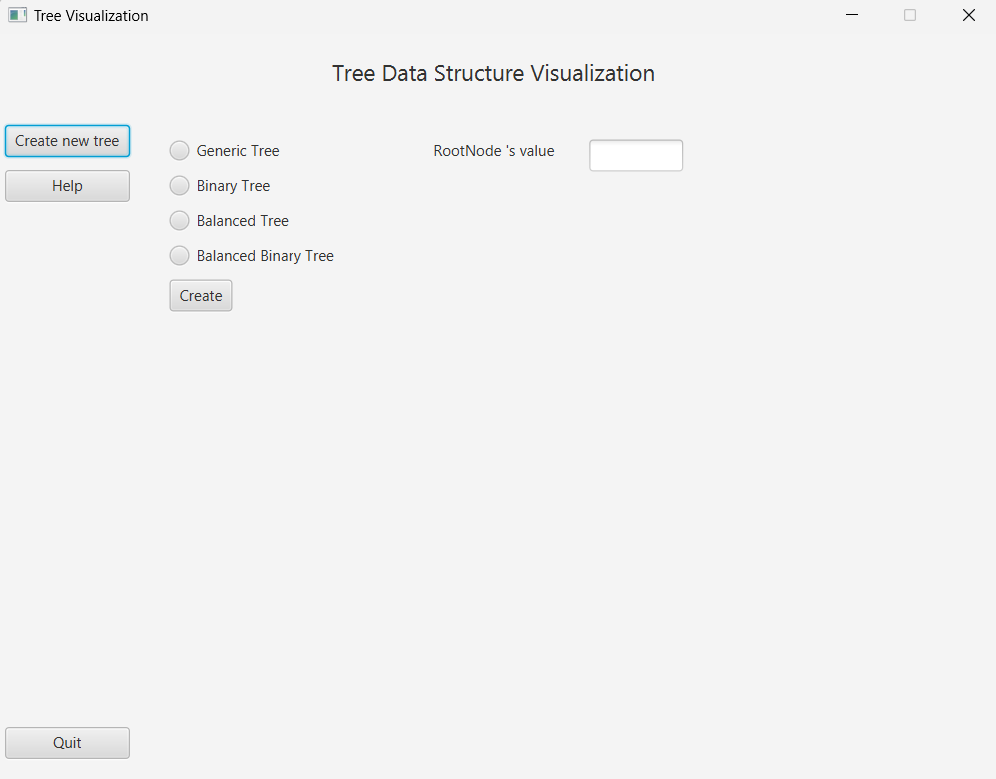 Tree Visualization
Tree Data Structure Visualization
Create new tree
Help
Generic Tree
RootNode 's value
Binary Tree
Balanced Tree
Balanced Binary Tree
Create
Quit